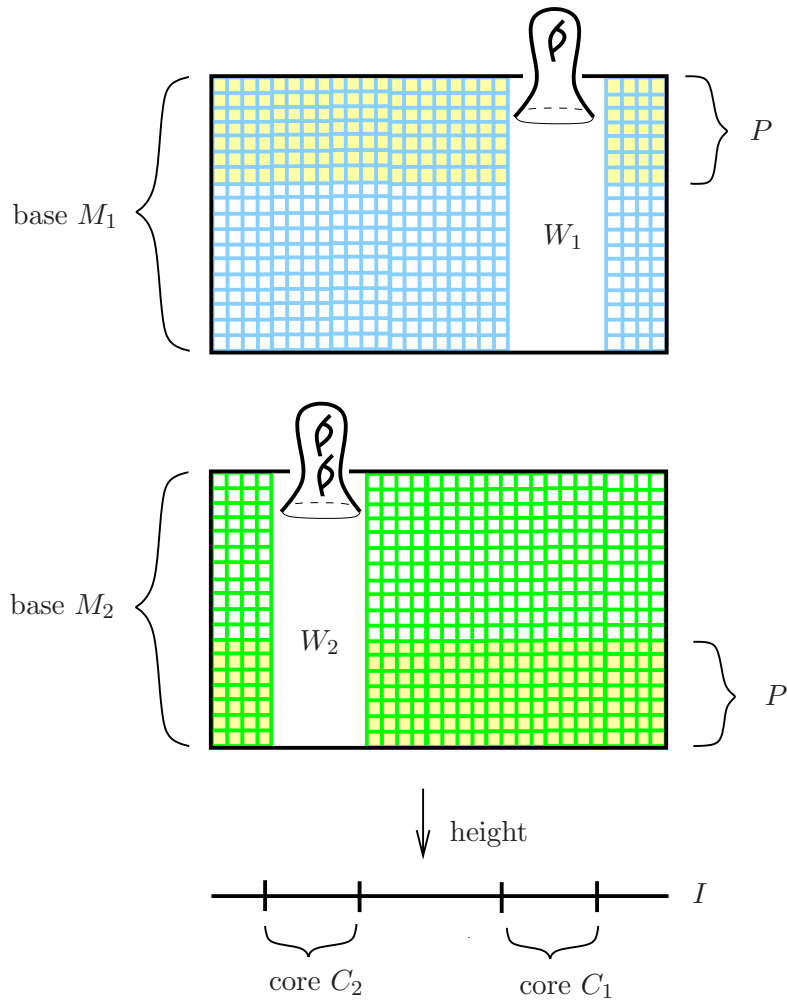 P
base M₁
W₁
base M₂
W₂
P
height
I
core C₂
core C₁